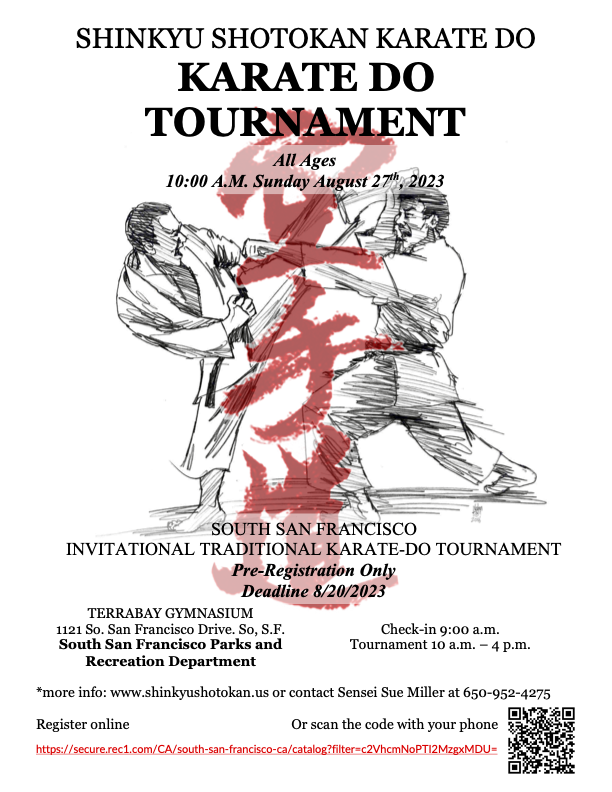 SHINKYU SHOTOKAN KARATE DO
KARATE DO
TOURNAMENT
All Ages
10:00 A.M. Sunday August 27th, 2023
空
手
道
SOUTH SAN FRANCISCO
INVITATIONAL TRADITIONAL KARATE-DO TOURNAMENT
Pre-Registration Only
Deadline 8/20/2023
TERRABAY GYMNASIUM
1121 So. San Francisco Drive. So, S.F.
South San Francisco Parks and
Recreation Department
Check-in 9:00 a.m.
Tournament 10 a.m. – 4 p.m.
*more info: www.shinkyushotokan.us or contact Sensei Sue Miller at 650-952-4275
Register online
Or scan the code with your phone
https://secure.rec1.com/CA/south-san-francisco-ca/catalog?filter=c2VhcmNoPTI2MzgxMDU=